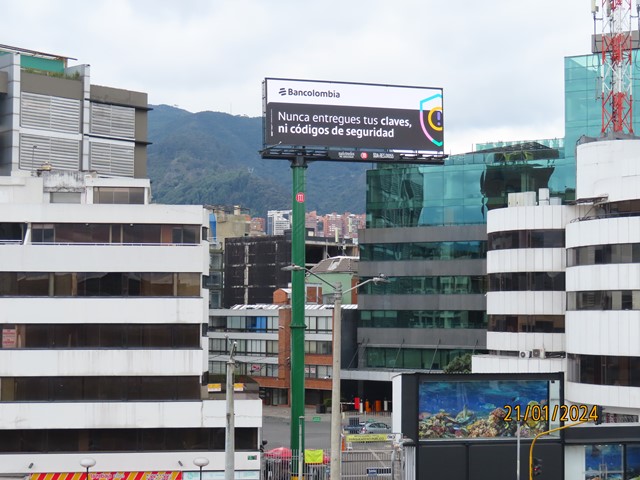 Bancolombia
Nunca entregues tus claves,
ni códigos de seguridad
21/01/2024